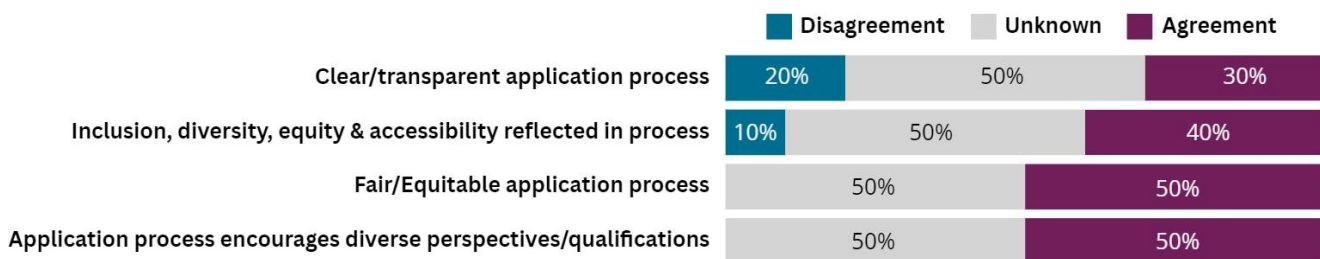 Disagreement Unknown Agreement
Clear/transparent application process 20% 50% 30%
Inclusion, diversity, equity & accessibility reflected in process 10% 50% 40%
Fair/Equitable application process 50% 50%
Application process encourages diverse perspectives/qualifications 50% 50%